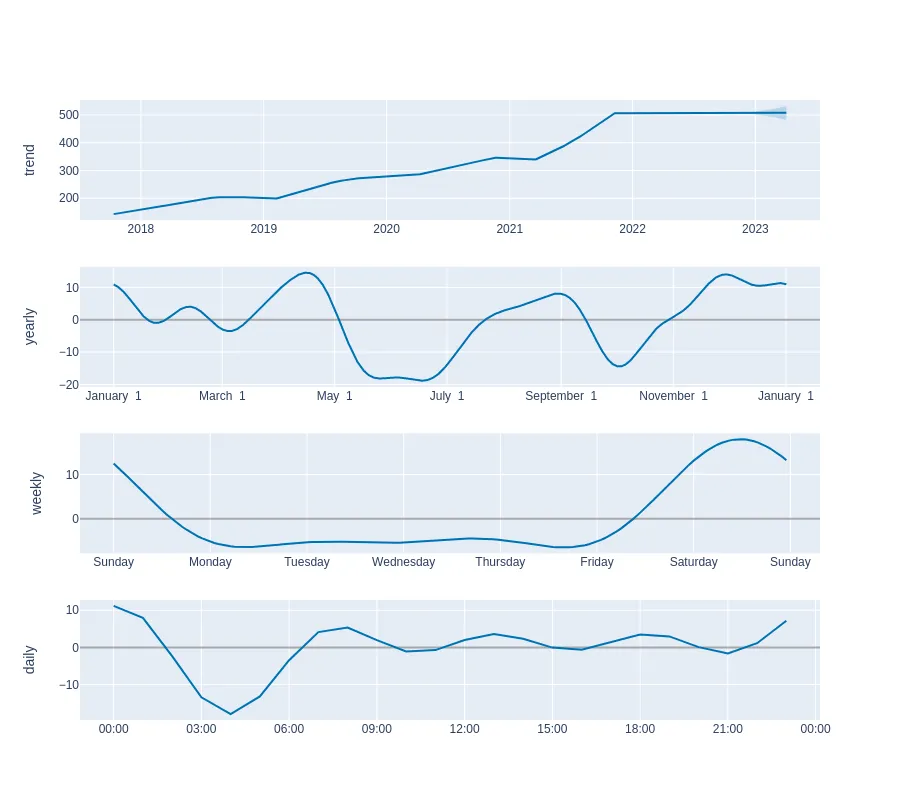 trend
500
400
300
200
2018 2019 2020 2021 2022 2023
yearly
10
0
−10
−20
January 1 March 1 May 1 July 1 September 1 November 1 January 1
weekly
10
0
Sunday Monday Tuesday Wednesday Thursday Friday Saturday Sunday
daily
10
0
−10
00:00 03:00 06:00 09:00 12:00 15:00 18:00 21:00 00:00